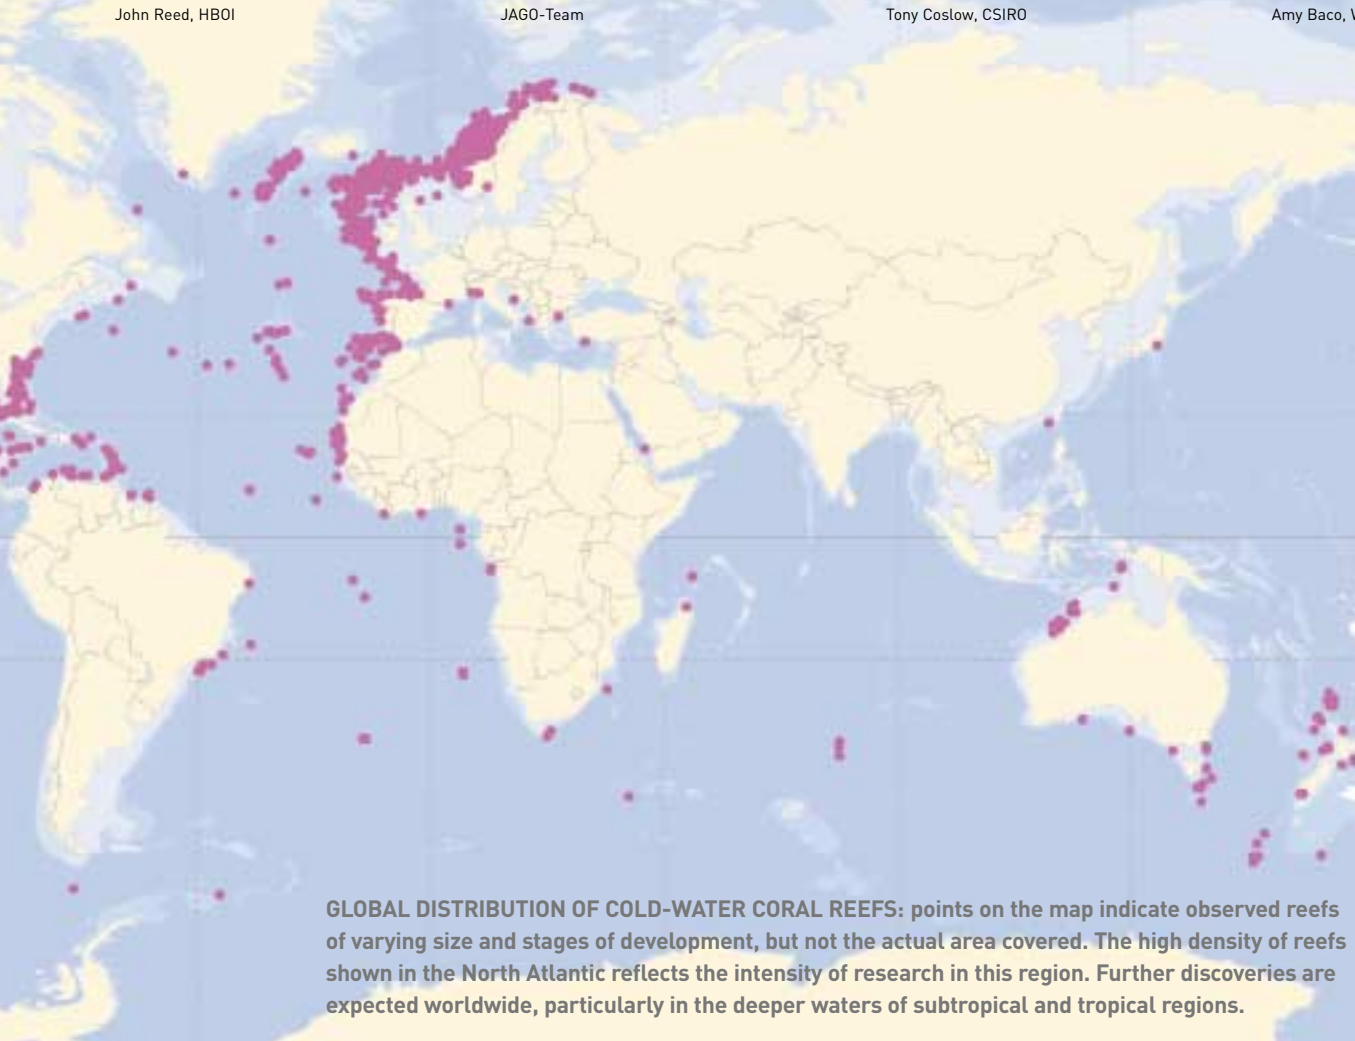 John Reed, HBOI JAGO-Team Tony Coslow, CSIRO Amy Baco,
GLOBAL DISTRIBUTION OF COLD-WATER CORAL REEFS: points on the map indicate observed reefs
of varying size and stages of development, but not the actual area covered. The high density of reefs
shown in the North Atlantic reflects the intensity of research in this region. Further discoveries are
expected worldwide, particularly in the deeper waters of subtropical and tropical regions.